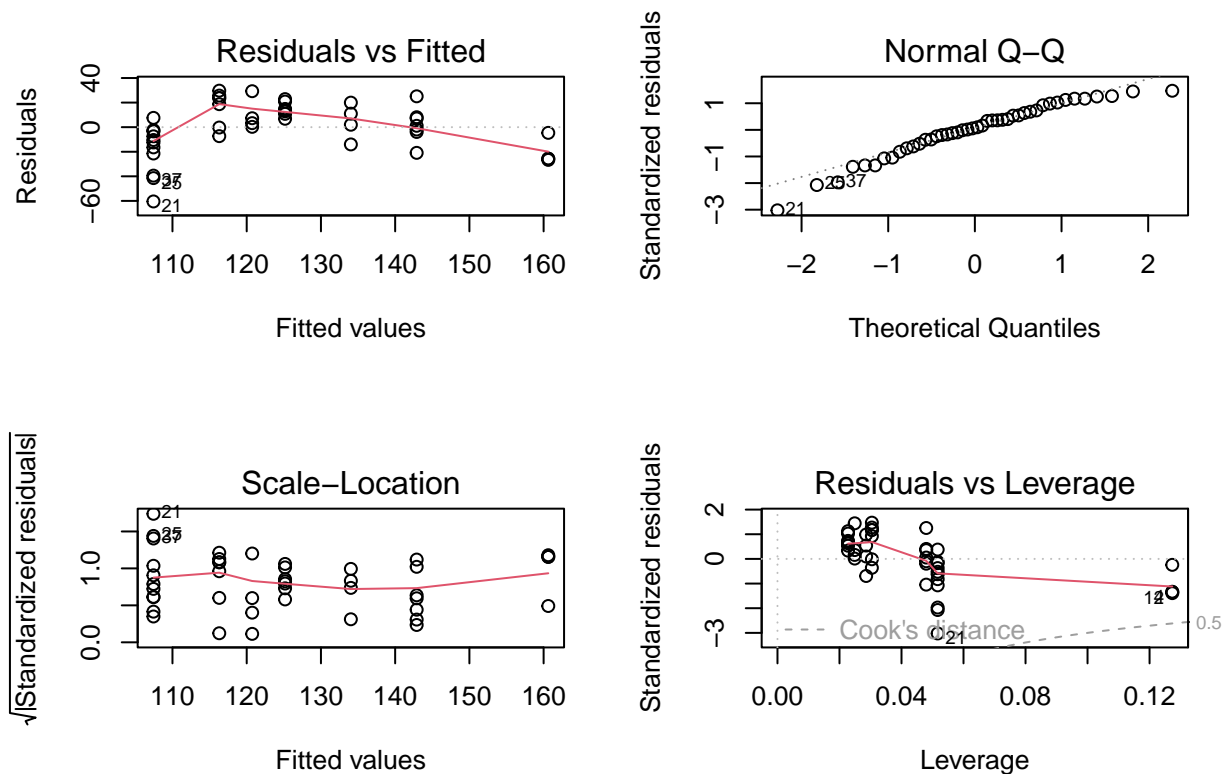 Residuals vs Fitted
Residuals
40
0
−60
37
25
21
110 120 130 140 150 160
Fitted values
Normal Q−Q
Standardized residuals
1
−1
−3
25 37
21
−2 −1 0 1 2
Theoretical Quantiles
Scale−Location
√|Standardized residuals|
1.0
0.0
21
25
37
110 120 130 140 150 160
Fitted values
Residuals vs Leverage
Standardized residuals
2
0
−3
14
Cook's distance
21
0.5
0.00 0.04 0.08 0.12
Leverage